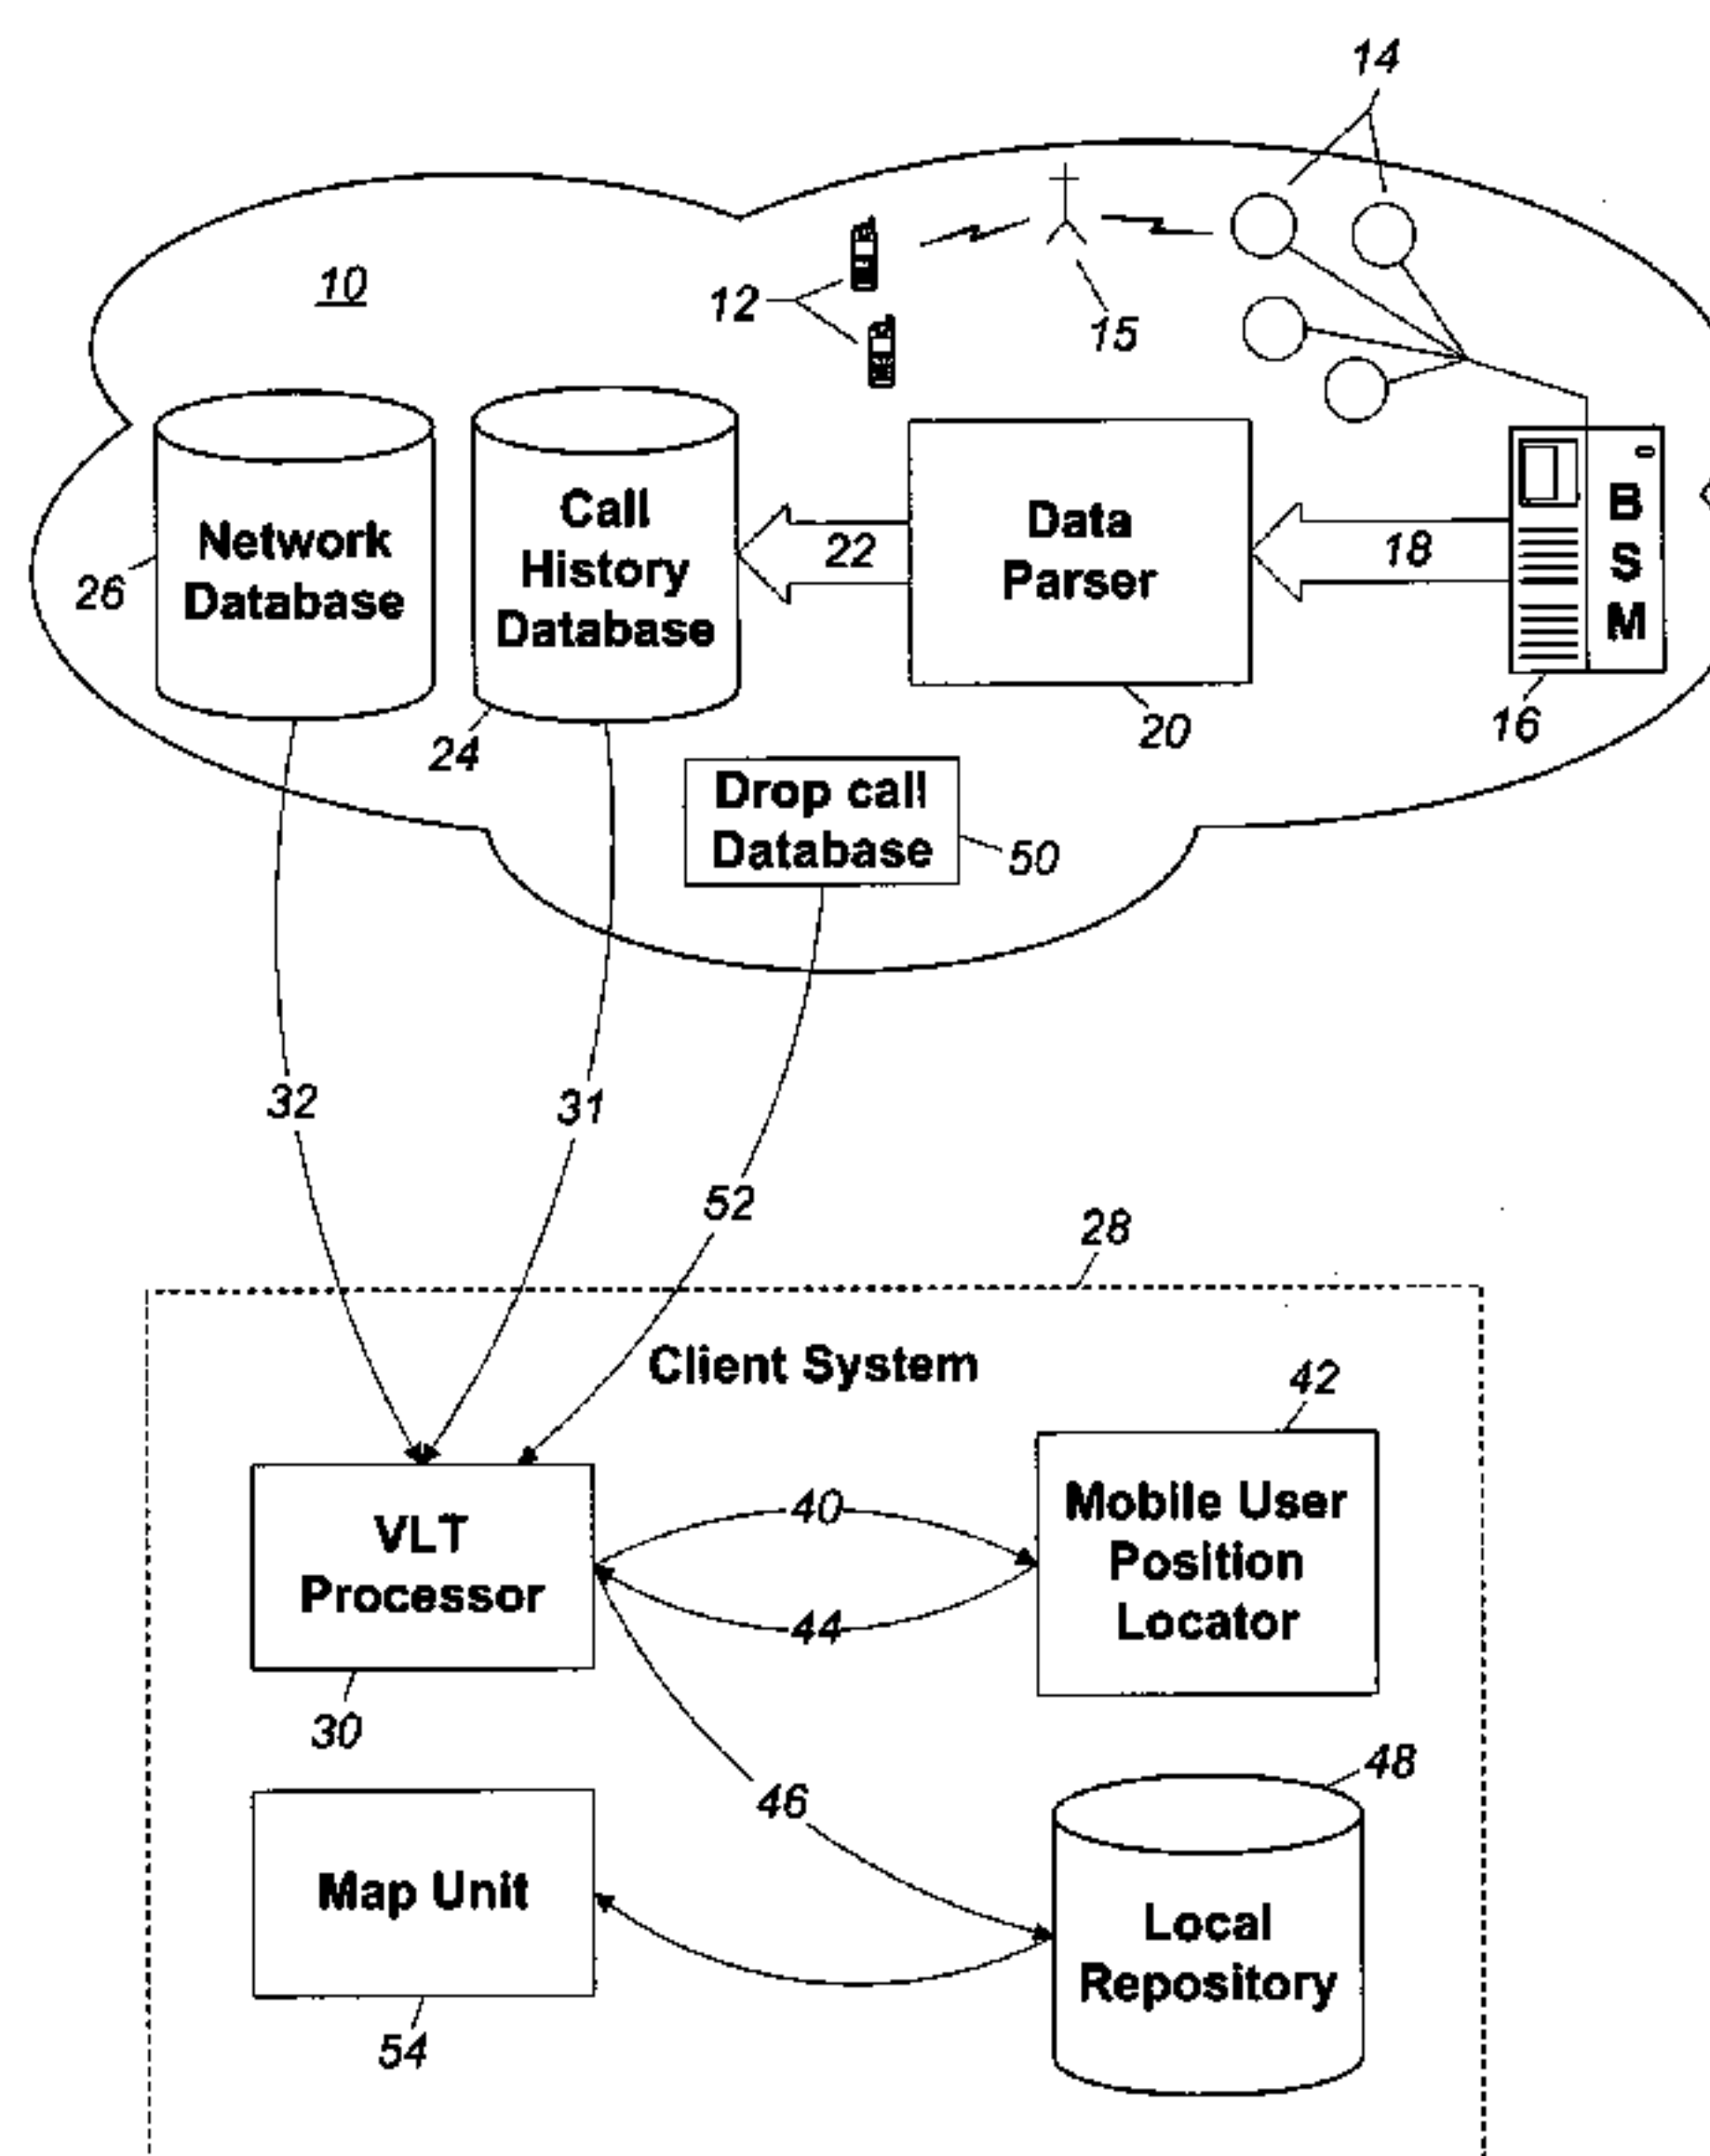 14
10
12
15
Network
Database
26
Call
History
Database
24
22
Data
Parser
20
18
B
S
M
16
Drop call
Database
50
32
31
52
28
Client System
42
VLT
Processor
30
40
44
Mobile User
Position
Locator
46
48
Map Unit
54
Local
Repository